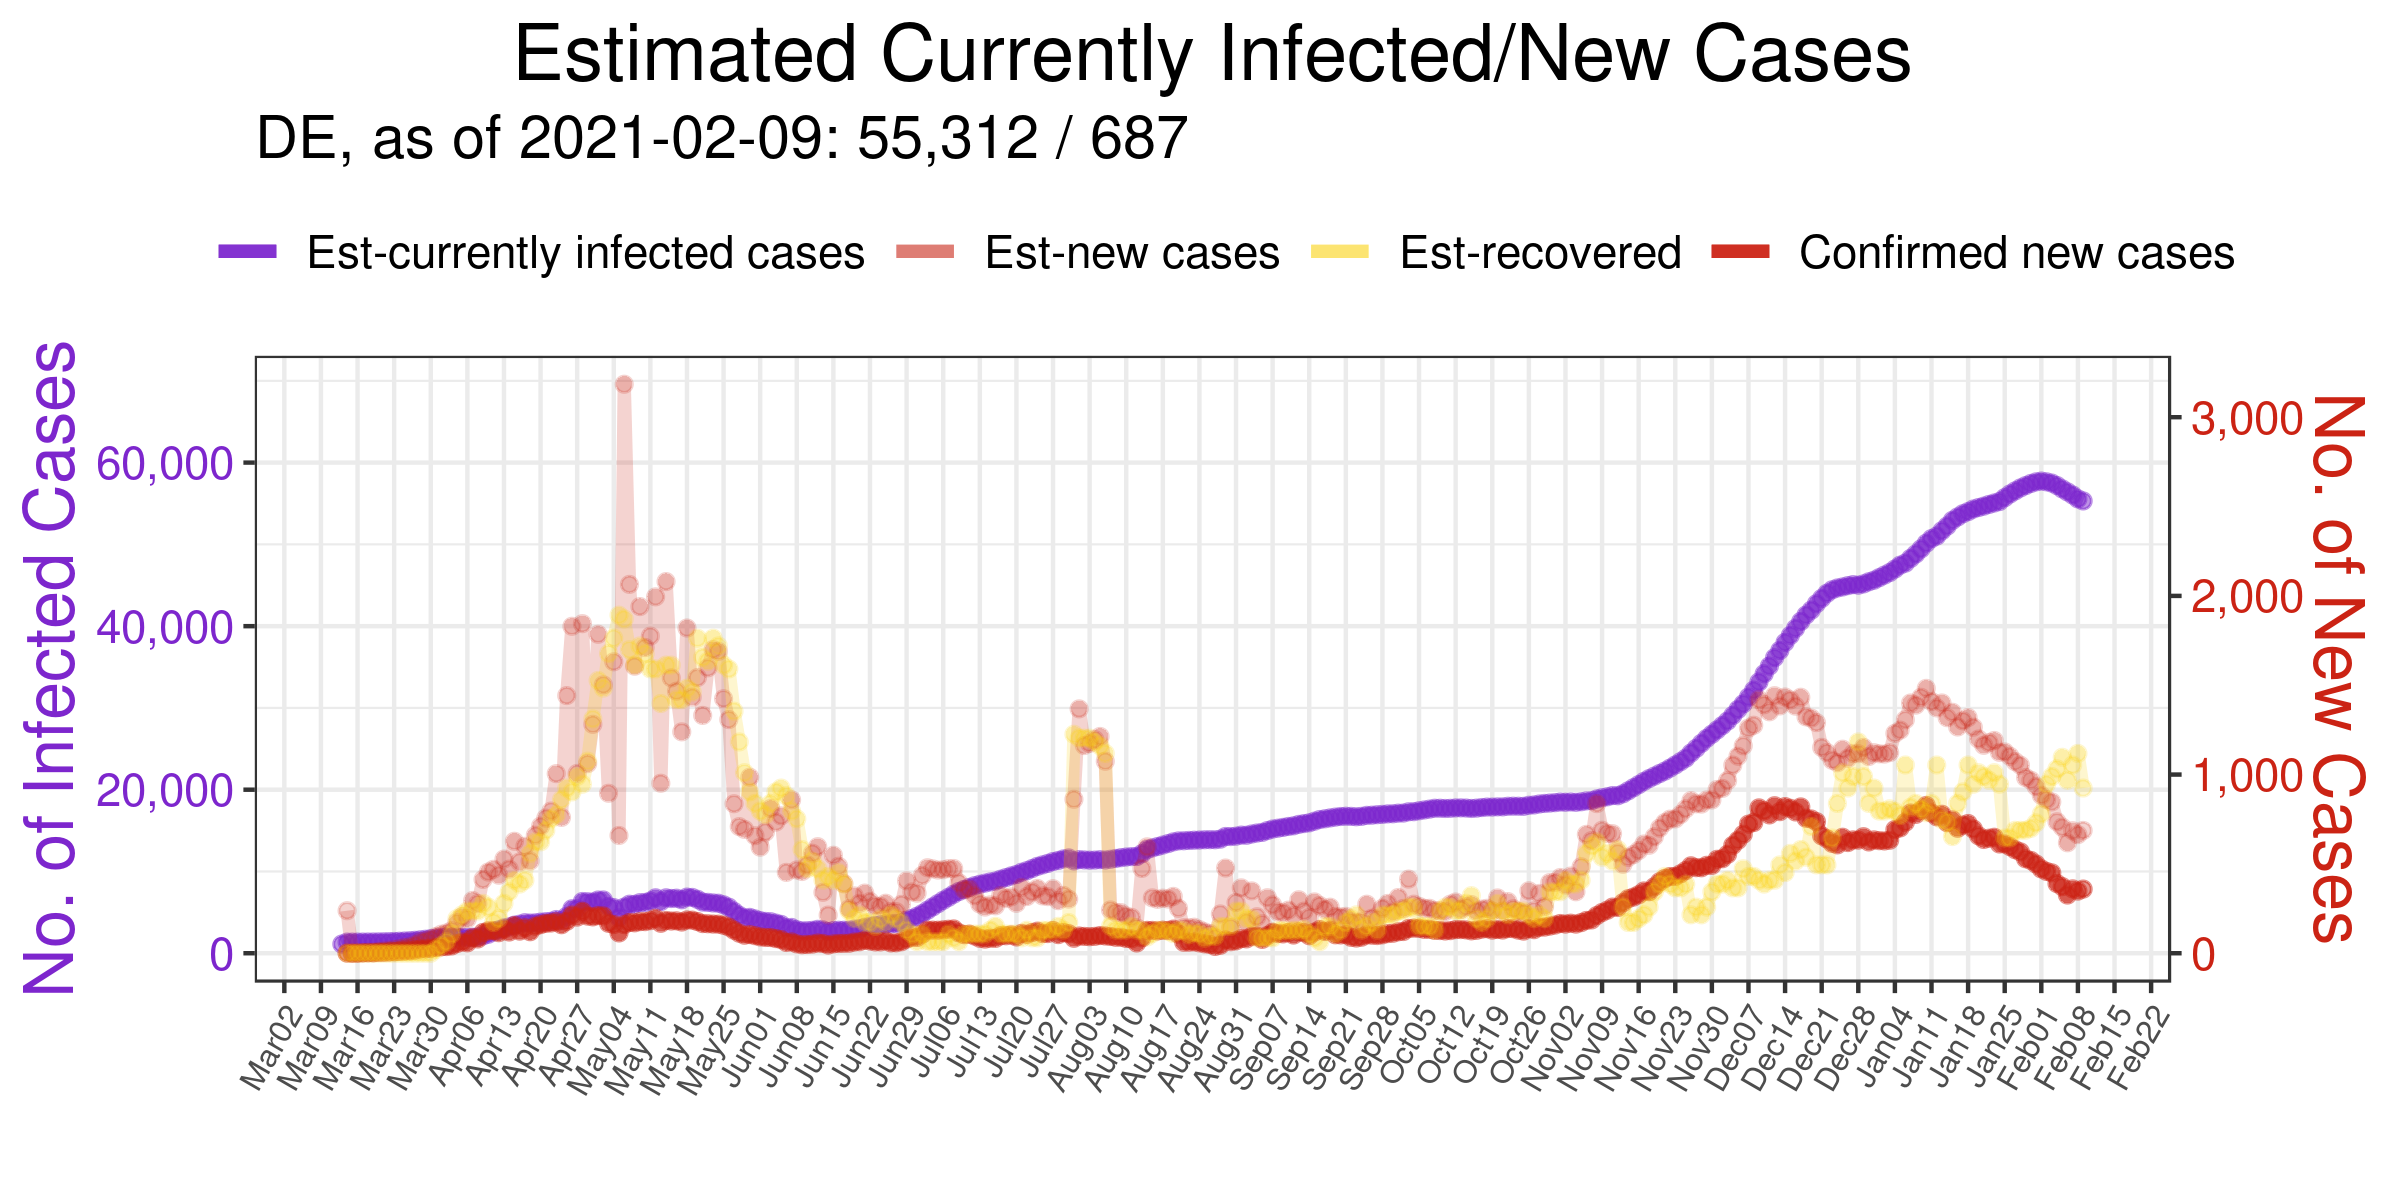 Estimated Currently Infected/New Cases
DE, as of 2021-02-09: 55,312 / 687
Est-currently infected cases Est-new cases Est-recovered Confirmed new cases
No. of Infected Cases
60,000
40,000
20,000
0
3,000
2,000
1,000
0
No. of New Cases
Mar02 Mar09 Mar16 Mar23 Mar30 Apr06 Apr13 Apr20 Apr27 May04 May11 May18 May25 Jun01 Jun08 Jun15 Jun22 Jun29 Jul06 Jul13 Jul20 Jul27 Aug03 Aug10 Aug17 Aug24 Aug31 Sep07 Sep14 Sep21 Sep28 Oct05 Oct12 Oct19 Oct26 Nov02 Nov09 Nov16 Nov23 Nov30 Dec07 Dec14 Dec21 Dec28 Jan04 Jan11 Jan18 Jan25 Feb01 Feb08 Feb15 Feb22